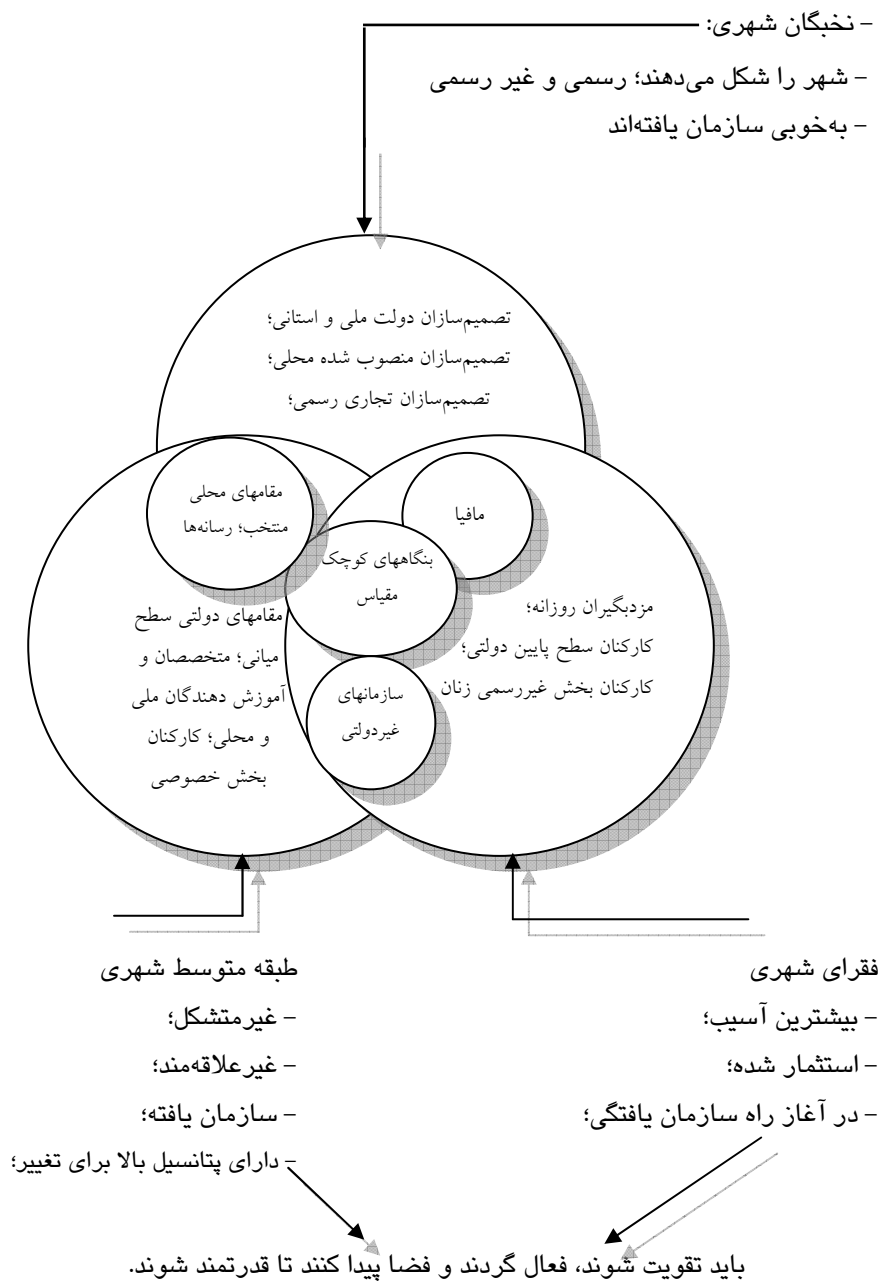 – نخبگان شهری:
– شهر را شکل می‌دهند؛ رسمی و غیر رسمی
– به‌خوبی سازمان یافته‌اند
تصمیم‌سازان دولت ملی و استانی؛
تصمیم‌سازان منصوب شده محلی؛
تصمیم‌سازان تجاری رسمی؛
مافیا
مقامهای محلی
منتخب؛ رسانه‌ها
بنگاههای کوچک
مقیاس
مزدبگیران روزانه؛
کارکنان سطح پایین دولتی؛
کارکنان بخش غیررسمی زنان
مقامهای دولتی سطح
میانی؛ متخصصان و
آموزش دهندگان ملی
و محلی؛ کارکنان
بخش خصوصی
سازمانهای
غیردولتی
فقرای شهری
– بیشترین آسیب؛
– استثمار شده؛
– در آغاز راه سازمان یافتگی؛
طبقه متوسط شهری
– غیرمتشکل؛
– غیرعلاقه‌مند؛
– سازمان یافته؛
– دارای پتانسیل بالا برای تغییر؛
باید تقویت شوند، فعال گردند و فضا پیدا کنند تا قدرتمند شوند.